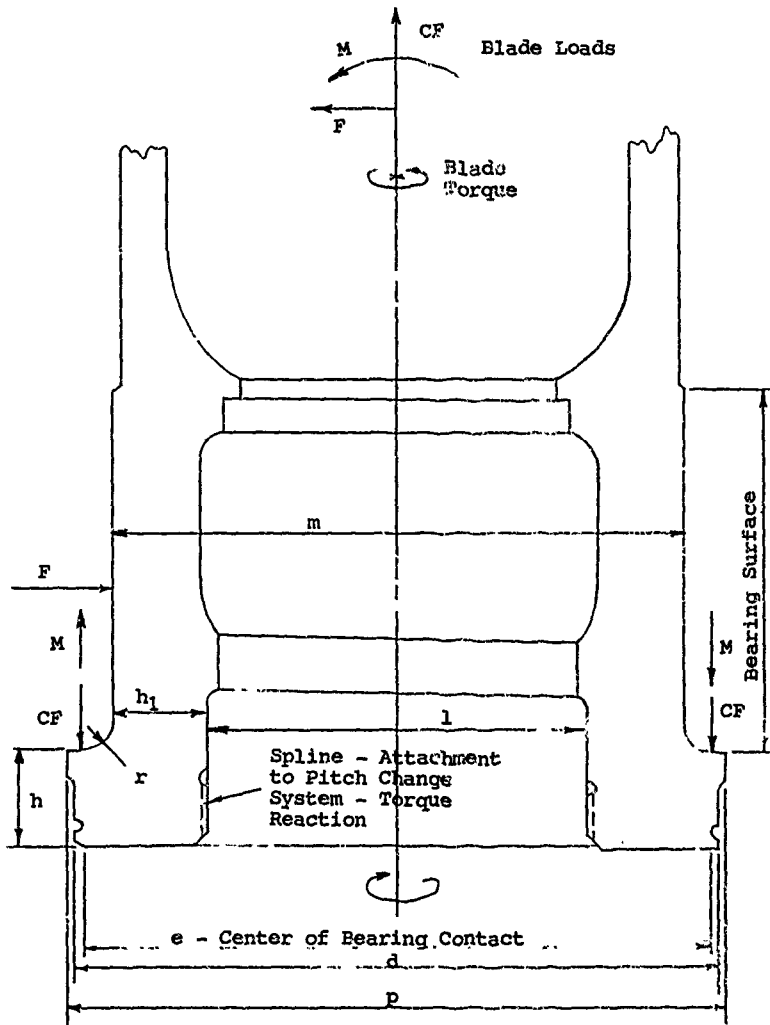 CF
M
Blade Loads
F
Blade
Torque
m
Bearing Surface
F
M
M
h1
CF
CF
l
r
h
Spline - Attachment
to Pitch Change
System - Torque
Reaction
e - Center of Bearing Contact
d
p